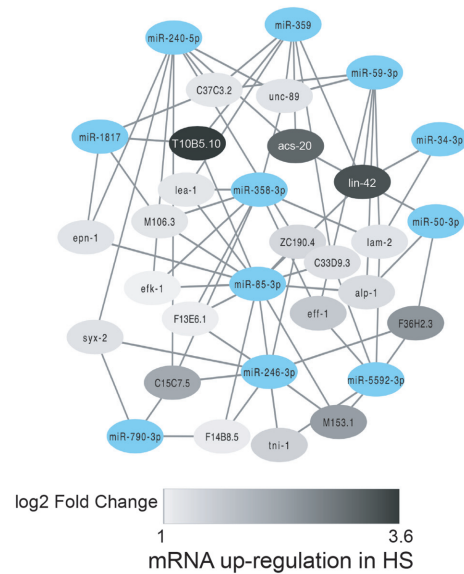 miR-359
miR-240-5p
miR-59-3p
C37C3.2
unc-89
miR-1817
T10B5.10
acs-20
miR-34-3p
lin-42
lea-1
miR-358-3p
M106.3
miR-50-3p
epn-1
ZC190.4
lam-2
C33D9.3
miR-85-3p
efk-1
alp-1
F13E6.1
eff-1
F36H2.3
syx-2
C15C7.5
miR-246-3p
miR-5592-3p
M153.1
miR-790-3p
F14B8.5
tni-1
log2 Fold Change
1
3.6
mRNA up-regulation in HS